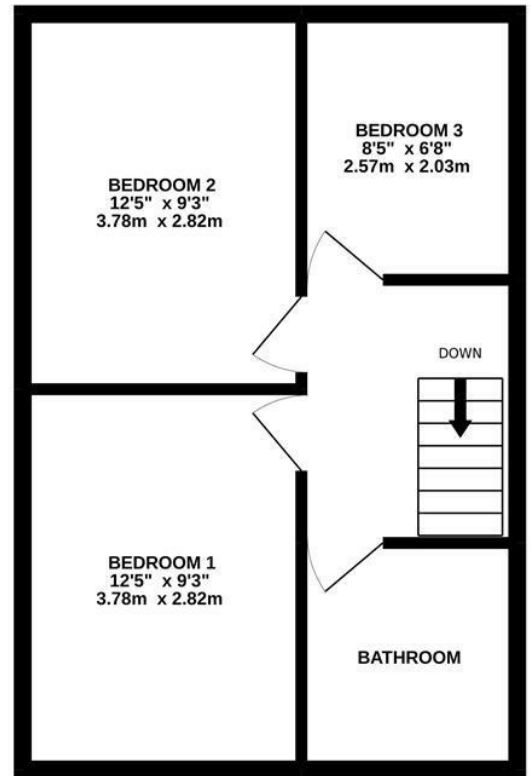 BEDROOM 3
8'5" x 6'8"
2.57m x 2.03m
BEDROOM 2
12'5" x 9'3"
3.78m x 2.82m
DOWN
BEDROOM 1
12'5" x 9'3"
3.78m x 2.82m
BATHROOM